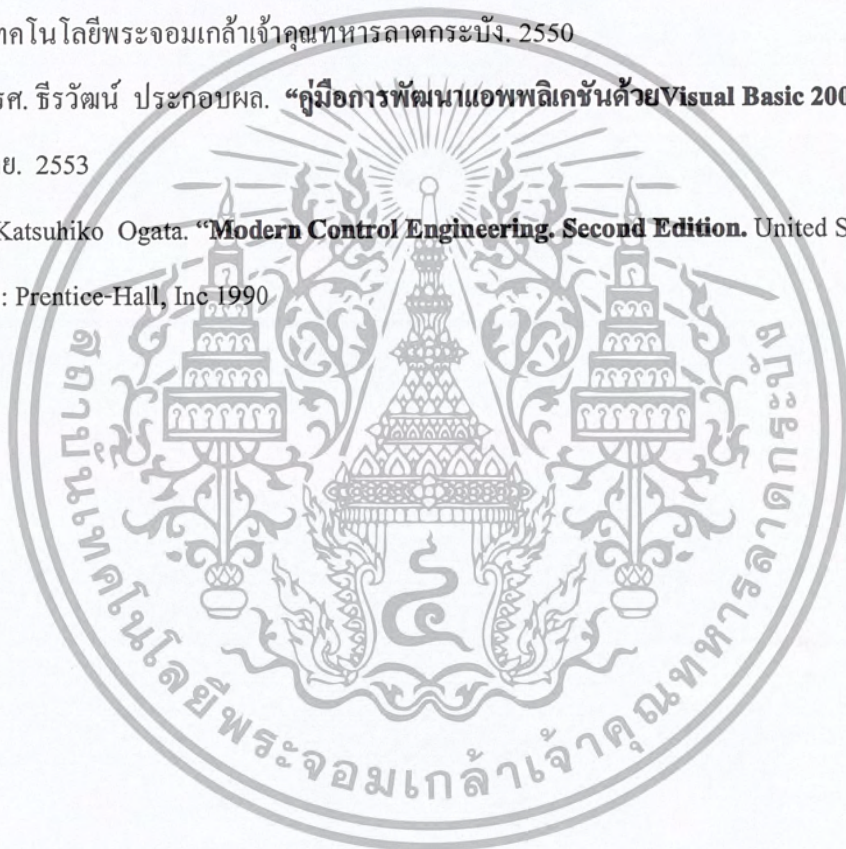 ทคโนโลยีพระจอมเกล้าเจ้าคุณทหารลาดกระบัง. 2550
รศ. ธีรวัฒน์ ประกอบผล. “คู่มือการพัฒนาแอพพลิเคชันด้วยVisual Basic 200
ย. 2553
Katsuhiko Ogata. “Modern Control Engineering. Second Edition. United S
: Prentice-Hall, Inc 1990
๔
สถาบันเทคโนโลยีพระจอมเกล้าเจ้าคุณทหารลาดกระบัง